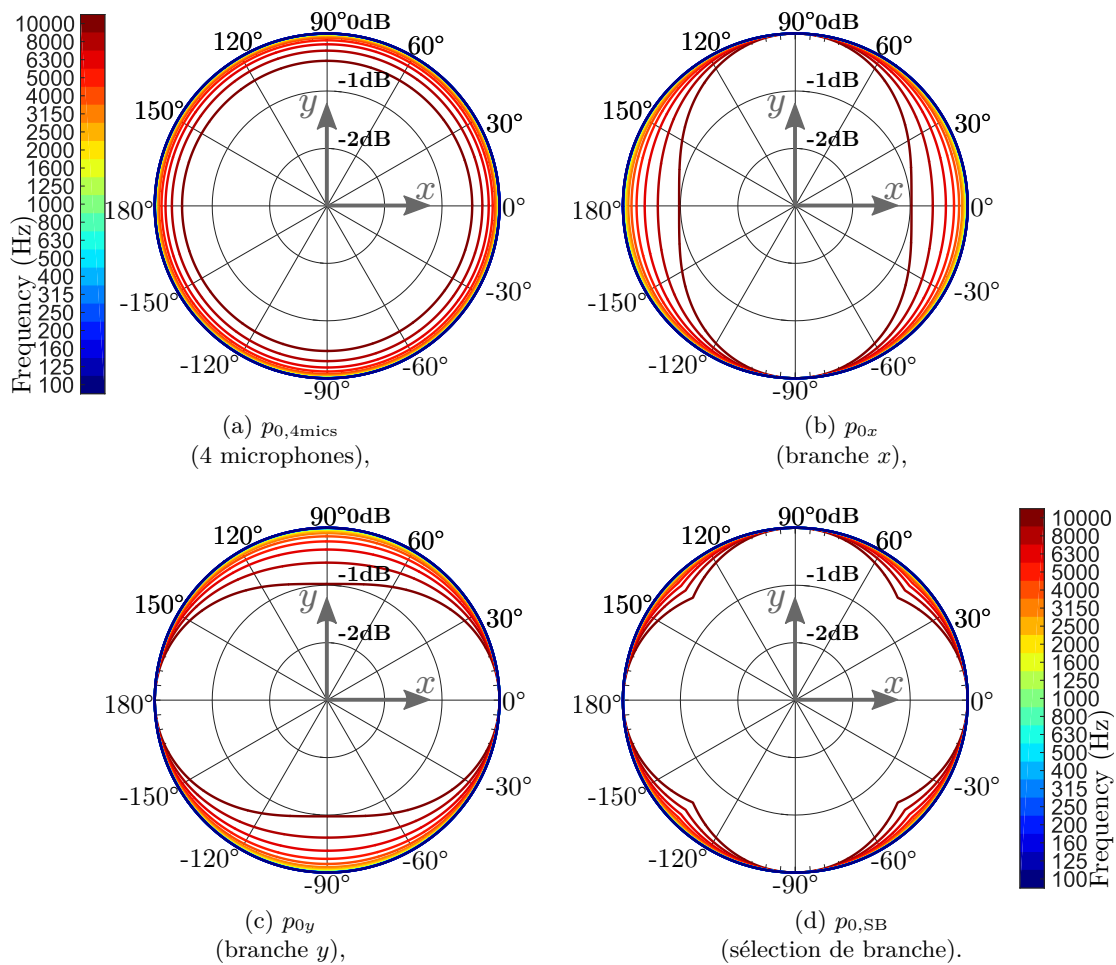 10000
8000
6300
5000
4000
3150
2500
2000
1600
1250
1000
800
630
500
400
315
250
200
160
125
100
Frequency (Hz)
90°0dB
120°
60°
-1dB
150°
y
30°
-2dB
180°
x
0°
-150°
-30°
-120°
-60°
-90°
(a) p0,4mics
(4 microphones),
90°0dB
120°
60°
-1dB
150°
y
30°
-2dB
180°
x
0°
-150°
-30°
-120°
-60°
-90°
(b) p0x
(branche x),
90°0dB
120°
60°
-1dB
150°
y
30°
-2dB
180°
x
0°
-150°
-30°
-120°
-60°
-90°
(c) p0y
(branche y),
90°0dB
120°
60°
-1dB
150°
y
30°
-2dB
180°
x
0°
-150°
-30°
-120°
-60°
-90°
(d) p0,SB
(sélection de branche).
10000
8000
6300
5000
4000
3150
2500
2000
1600
1250
1000
800
630
500
400
315
250
200
160
125
100
Frequency (Hz)